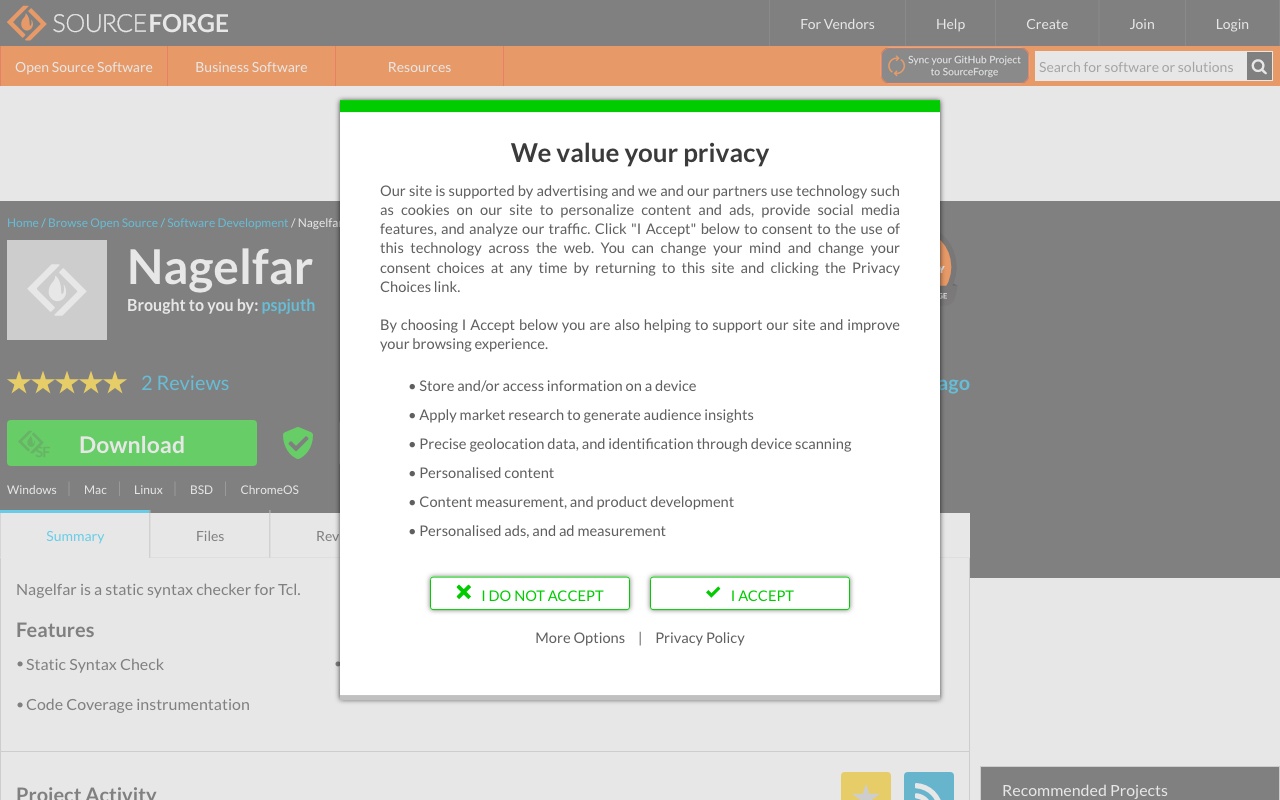 SOURCEFORGE
For Vendors
Help
Create
Join
Login
Open Source Software
Business Software
Resources
Sync your GitHub Project
to SourceForge
Search for software or solutions
We value your privacy
Our site is supported by advertising and we and our partners use technology such
as cookies on our site to personalize content and ads, provide social media
features, and analyze our traffic. Click "I Accept" below to consent to the use of
this technology across the web. You can change your mind and change your
consent choices at any time by returning to this site and clicking the Privacy
Choices link.
By choosing I Accept below you are also helping to support our site and improve
your browsing experience.
• Store and/or access information on a device
• Apply market research to generate audience insights
• Precise geolocation data, and identification through device scanning
• Personalised content
• Content measurement, and product development
• Personalised ads, and ad measurement
I DO NOT ACCEPT
I ACCEPT
More Options | Privacy Policy
Home / Browse Open Source / Software Development /
Nagelfar
Brought to you by: pspjuth
2 Reviews
ago
Download
SF
Windows
Mac
Linux
BSD
ChromeOS
Summary
Files
Nagelfar is a static syntax checker for Tcl.
Features
• Static Syntax Check
• Code Coverage instrumentation
Project Activity
Recommended Projects